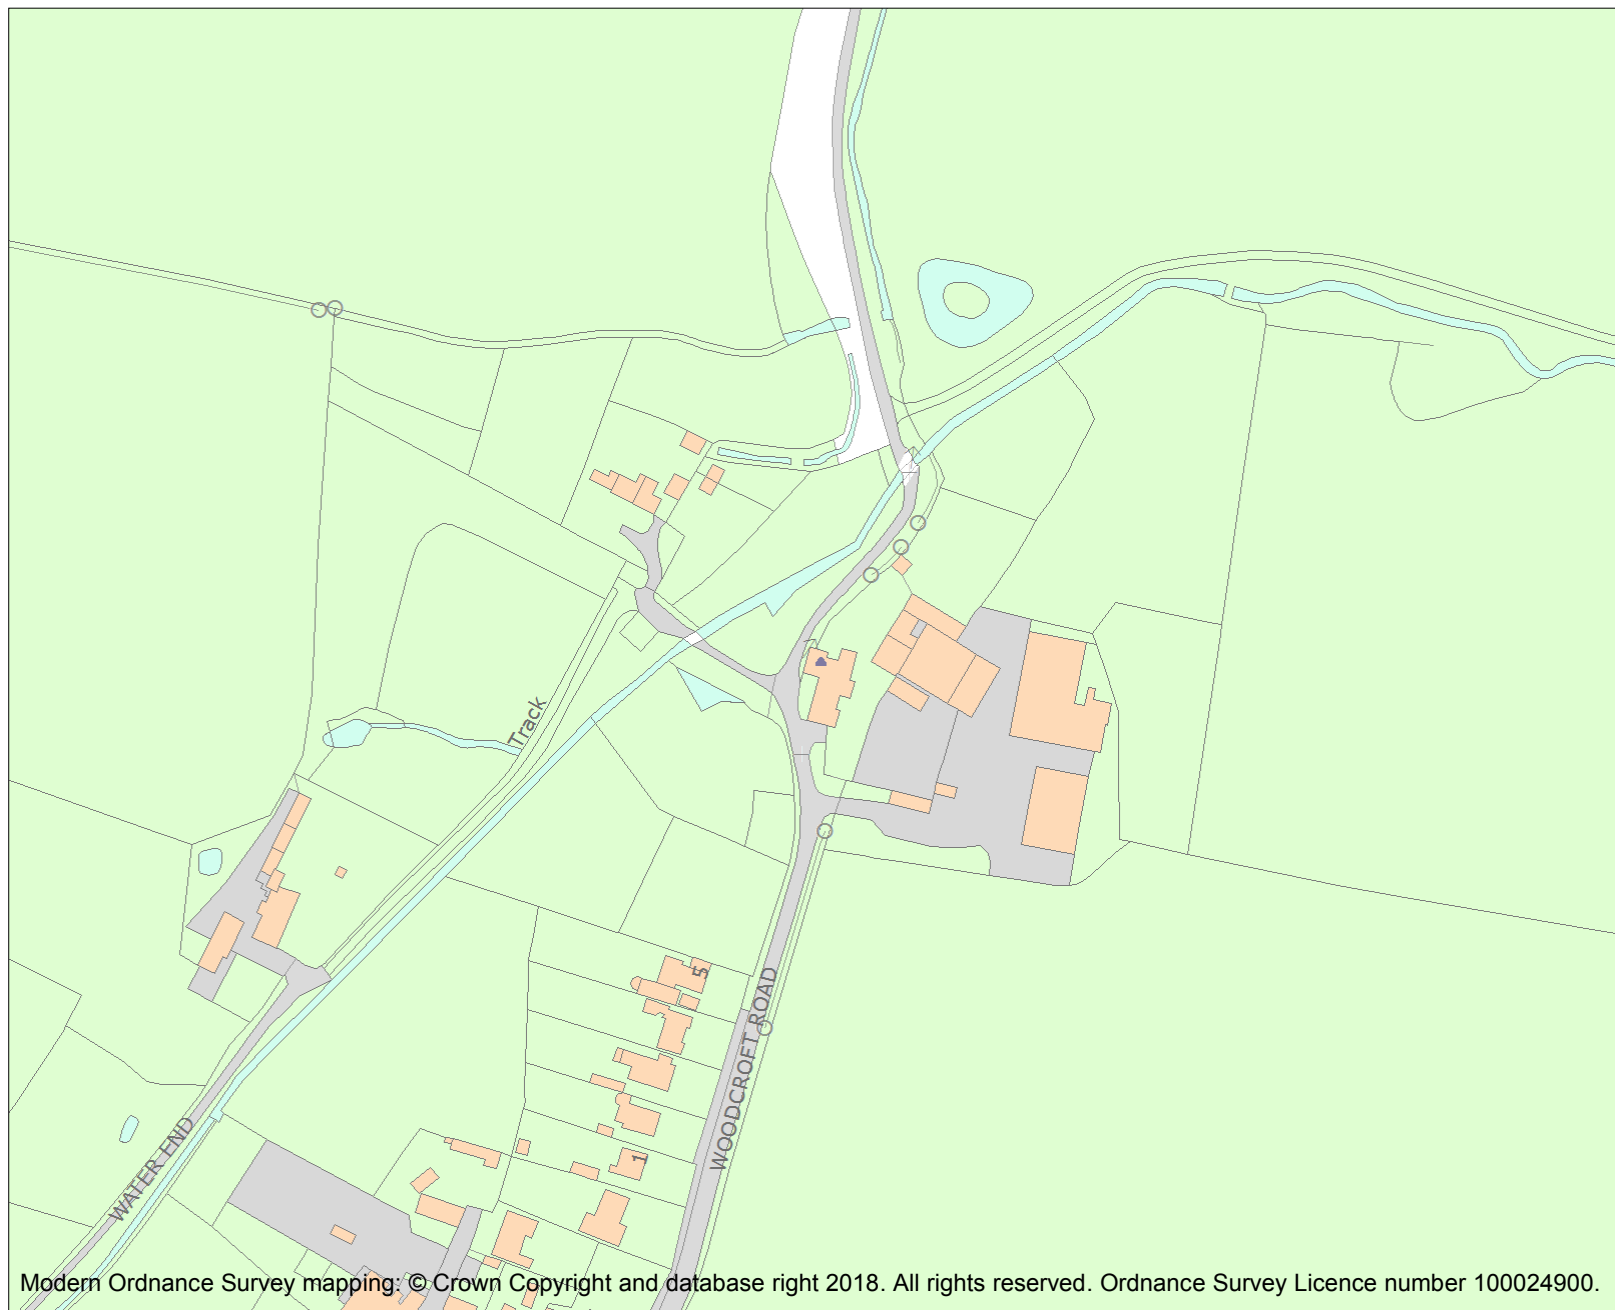 Track
5
WOODCROFT ROAD
1
WATER END
Modern Ordnance Survey mapping: © Crown Copyright and database right 2018. All rights reserved. Ordnance Survey Licence number 100024900.